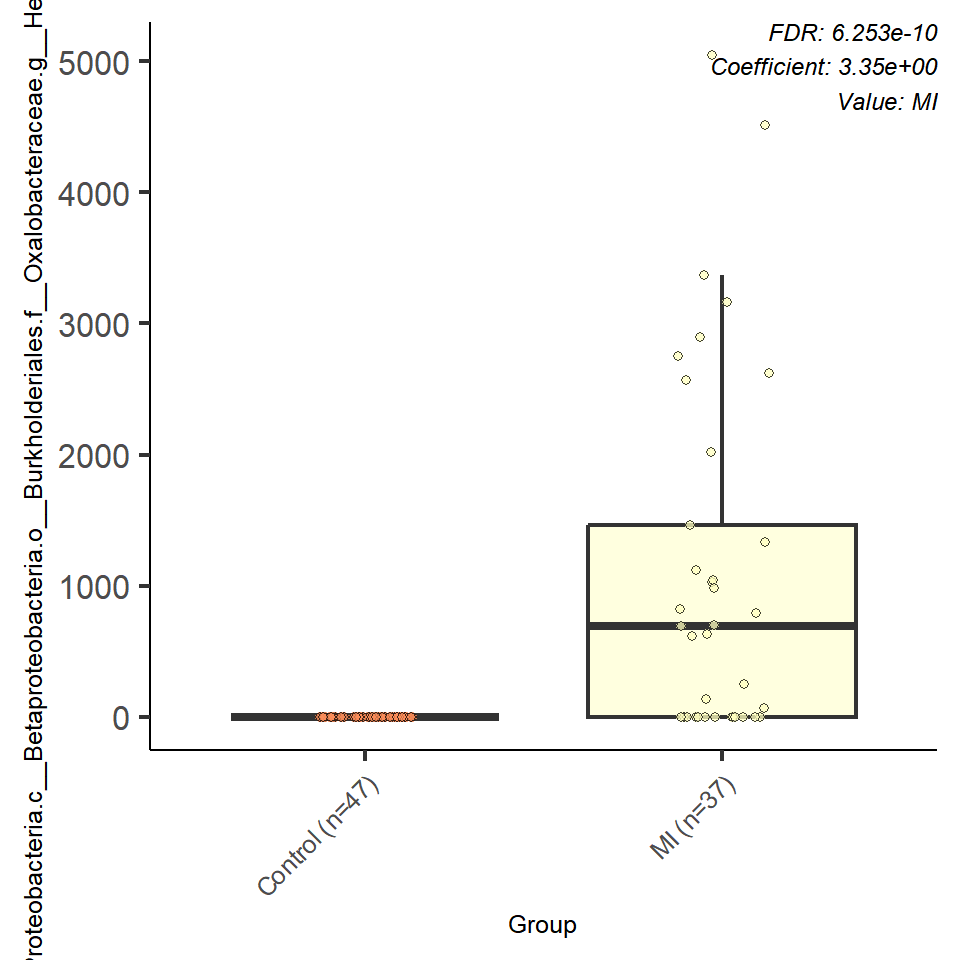 FDR: 6.253e-10
Coefficient: 3.35e+00
Value: MI
Proteobacteria.c__Betaproteobacteria.o__Burkholderiales.f__Oxalobacteraceae.g__He
5000
4000
3000
2000
1000
0
Control (n=47)
MI (n=37)
Group